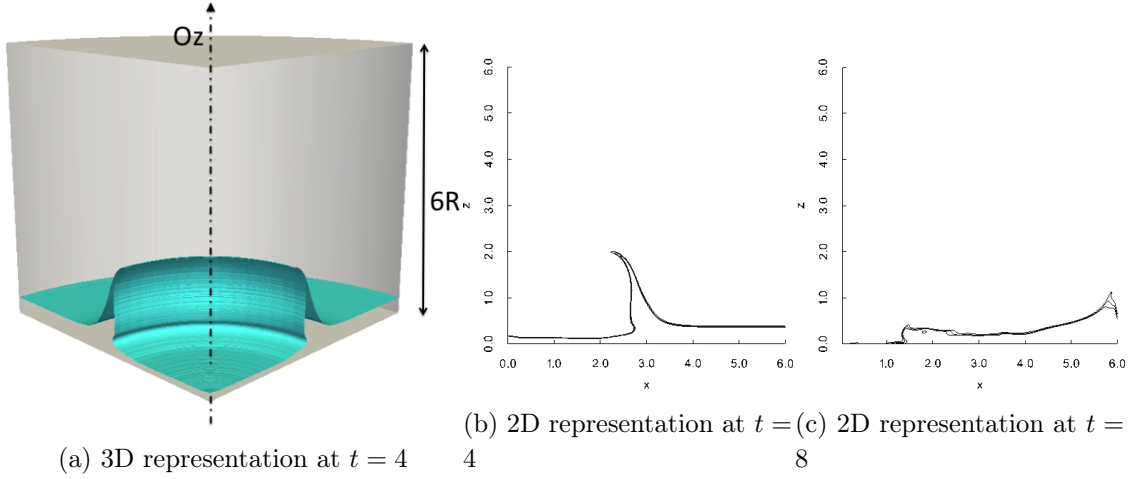 Oz
6R
6.0
5.0
4.0
3.0
2.0
1.0
0.0
z
0.0 1.0 2.0 3.0 4.0 5.0 6.0
x
6.0
5.0
4.0
3.0
2.0
1.0
0.0
z
0.0 1.0 2.0 3.0 4.0 5.0 6.0
x
(a) 3D representation at t = 4
(b) 2D representation at t =
4
(c) 2D representation at t =
8